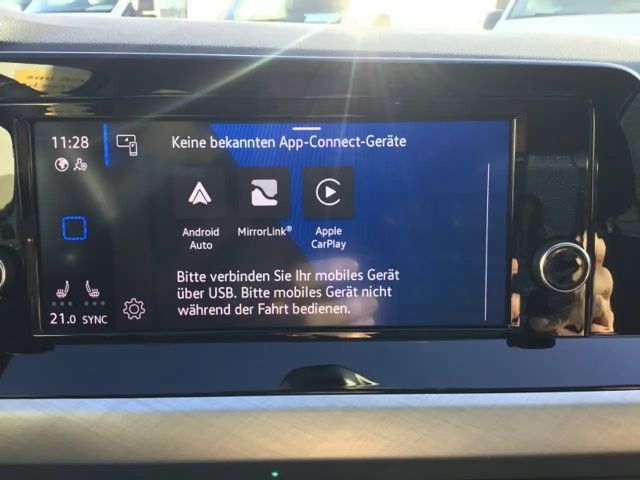 11:28
Keine bekannten App-Connect-Geräte
Android
Auto
MirrorLink®
Apple
CarPlay
Bitte verbinden Sie Ihr mobiles Gerät
über USB. Bitte mobiles Gerät nicht
während der Fahrt bedienen.
21.0 SYNC